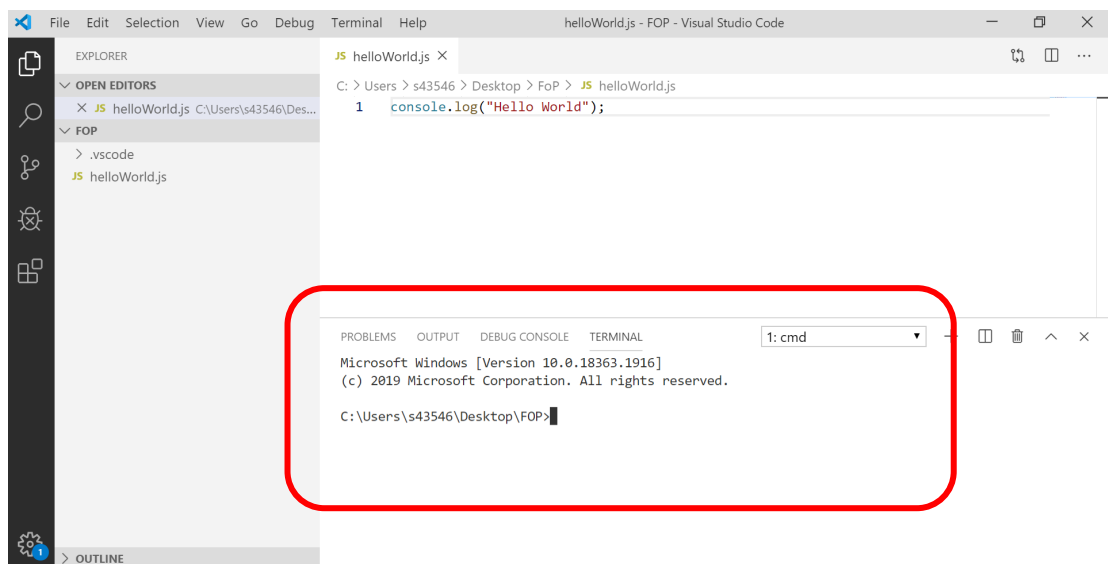 File Edit Selection View Go Debug Terminal Help helloWorld.js - FOP - Visual Studio Code
EXPLORER
OPEN EDITORS
JS helloWorld.js C:\Users\s43546\Des...
FOP
.vscode
JS helloWorld.js
OUTLINE
1
JS helloWorld.js
C: > Users > s43546 > Desktop > FoP > JS helloWorld.js
1 console.log("Hello World");
PROBLEMS OUTPUT DEBUG CONSOLE TERMINAL 1: cmd
Microsoft Windows [Version 10.0.18363.1916]
(c) 2019 Microsoft Corporation. All rights reserved.
C:\Users\s43546\Desktop\FOP>